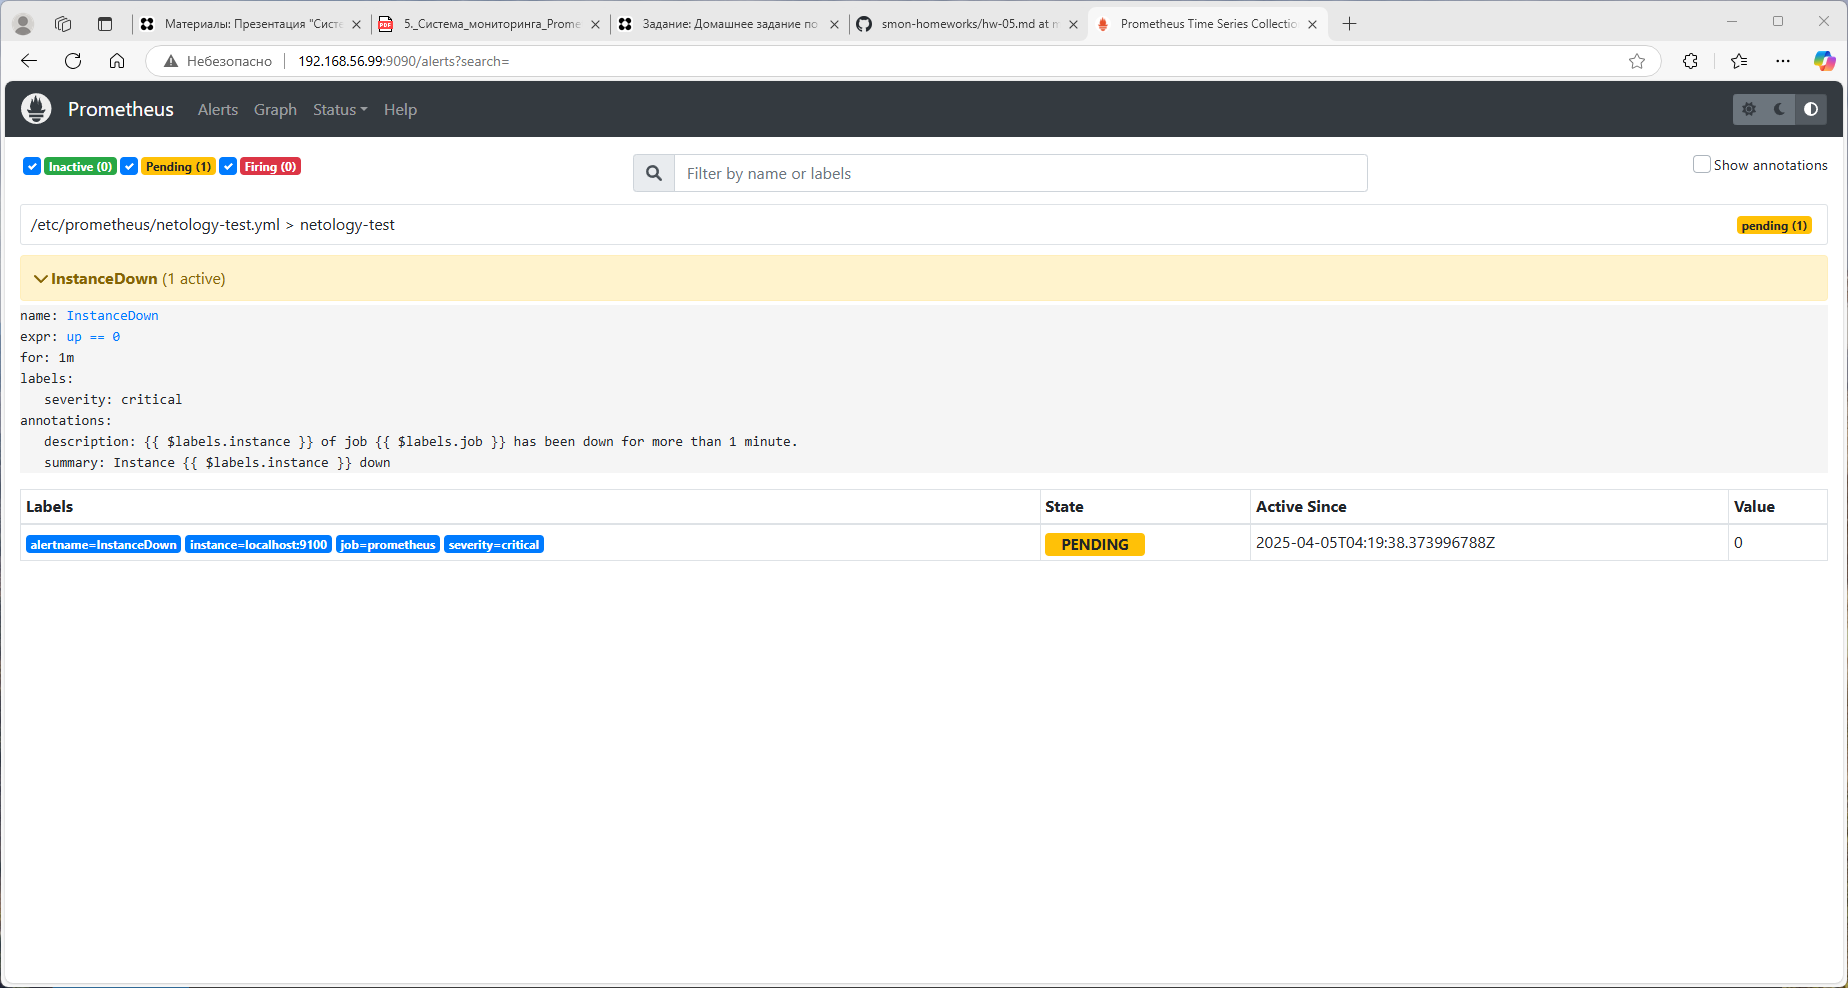 Материалы: Презентация "Систе
5._Система_мониторинга_Prome
Задание: Домашнее задание по
smon-homeworks/hw-05.md at m
Prometheus Time Series Collectio
Небезопасно
192.168.56.99:9090/alerts?search=
Prometheus
Alerts
Graph
Status
Help
Inactive (0)
Pending (1)
Firing (0)
Filter by name or labels
Show annotations
/etc/prometheus/netology-test.yml > netology-test
pending (1)
InstanceDown (1 active)
name: InstanceDown
expr: up == 0
for: 1m
labels:
severity: critical
annotations:
description: {{ $labels.instance }} of job {{ $labels.job }} has been down for more than 1 minute.
summary: Instance {{ $labels.instance }} down
Labels
State
Active Since
Value
alertname=InstanceDown instance=localhost:9100 job=prometheus severity=critical
PENDING
2025-04-05T04:19:38.373996788Z
0